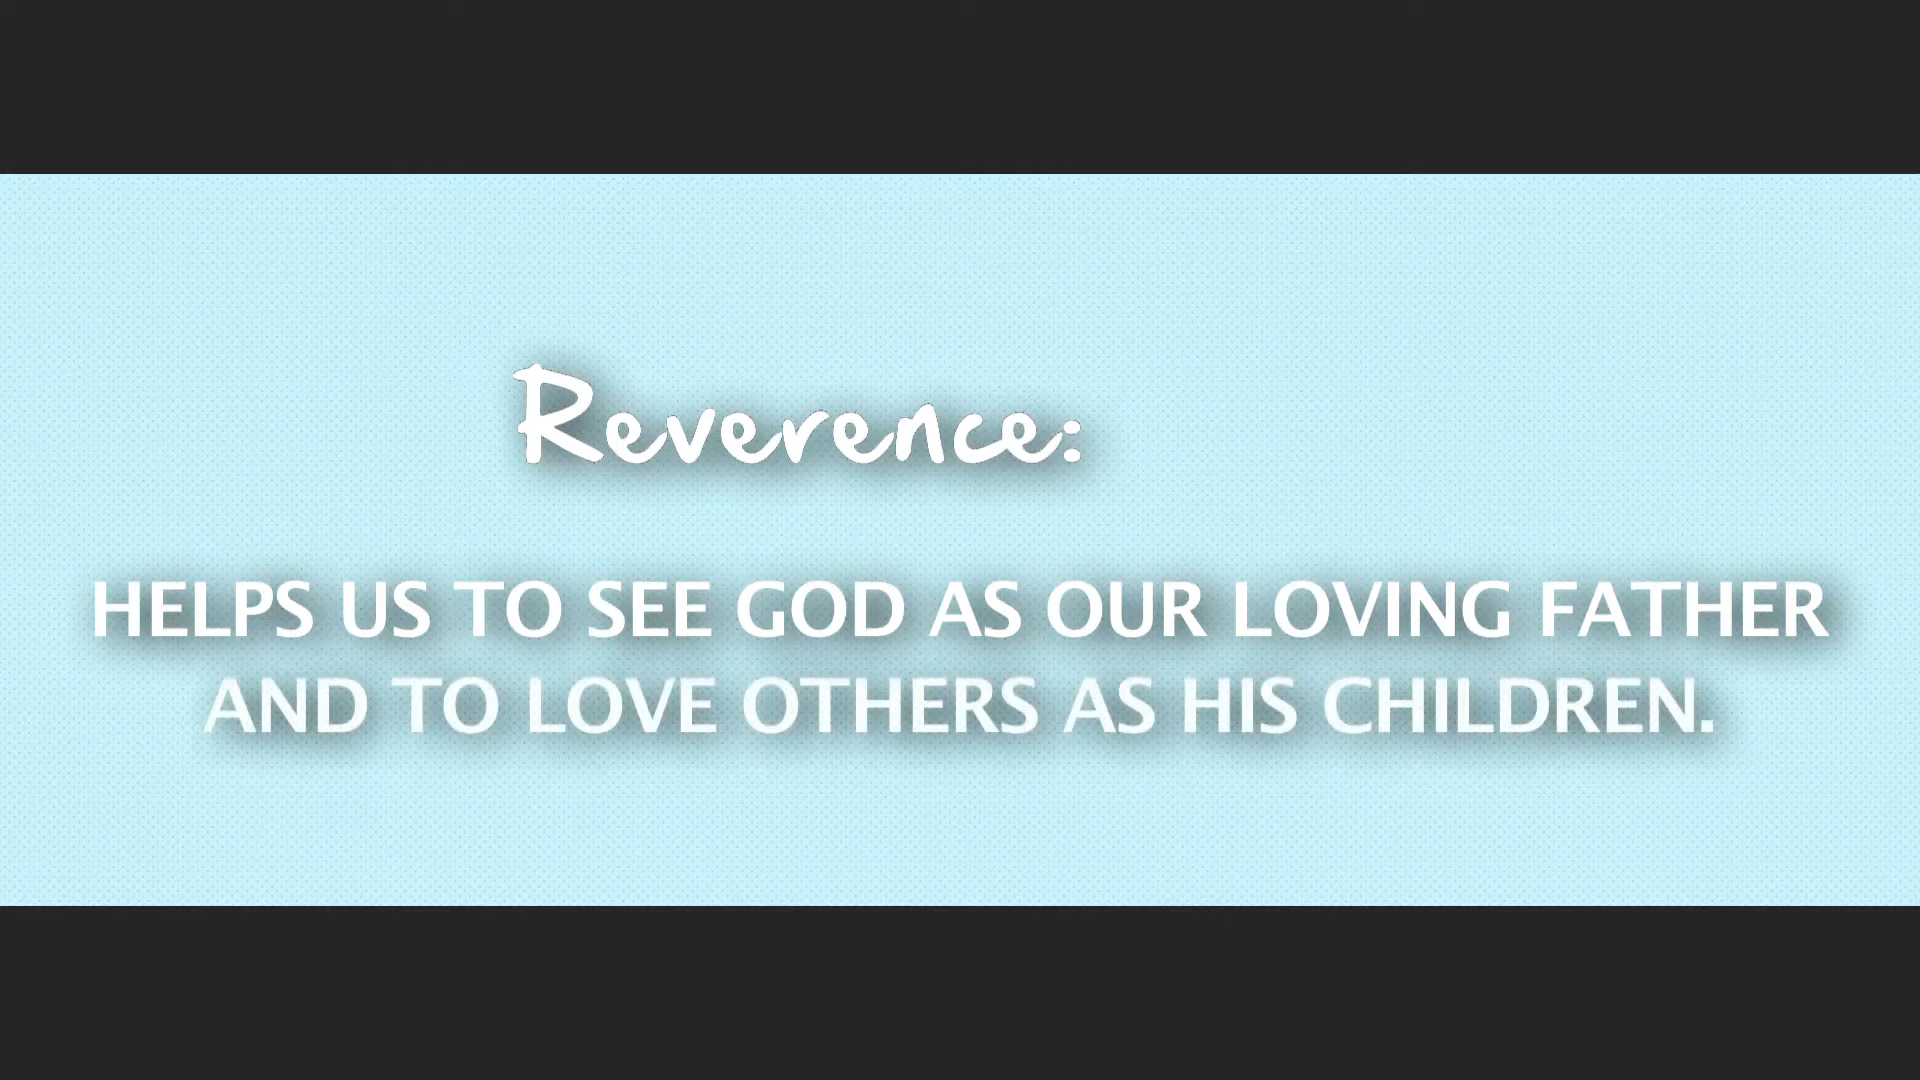 Reverence:
HELPS US TO SEE GOD AS OUR LOVING FATHER
AND TO LOVE OTHERS AS HIS CHILDREN.